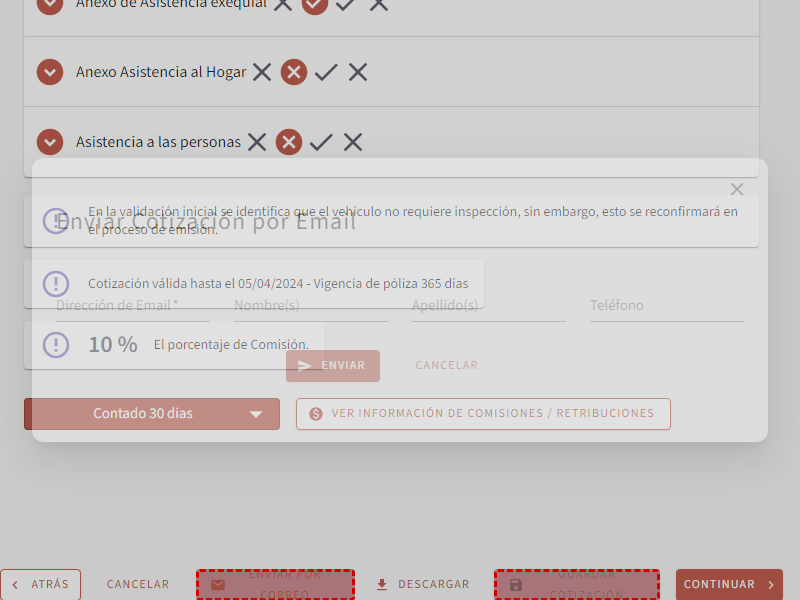 Anexo de Asistencia exequial
Anexo Asistencia al Hogar
Asistencia a las personas
En la validación inicial se identifica que el vehículo no requiere inspección, sin embargo, esto se reconfirmará en
el proceso de emisión.
Enviar Cotización por Email
Cotización válida hasta el 05/04/2024 - Vigencia de póliza 365 días
Dirección de Email * Nombre(s) Apellido(s) Teléfono
10 % El porcentaje de Comisión.
ENVIAR CANCELAR
Contado 30 dias VER INFORMACIÓN DE COMISIONES / RETRIBUCIONES
ATRÁS CANCELAR ENVIAR POR CORREO DESCARGAR GUARDAR COTIZACIÓN CONTINUAR